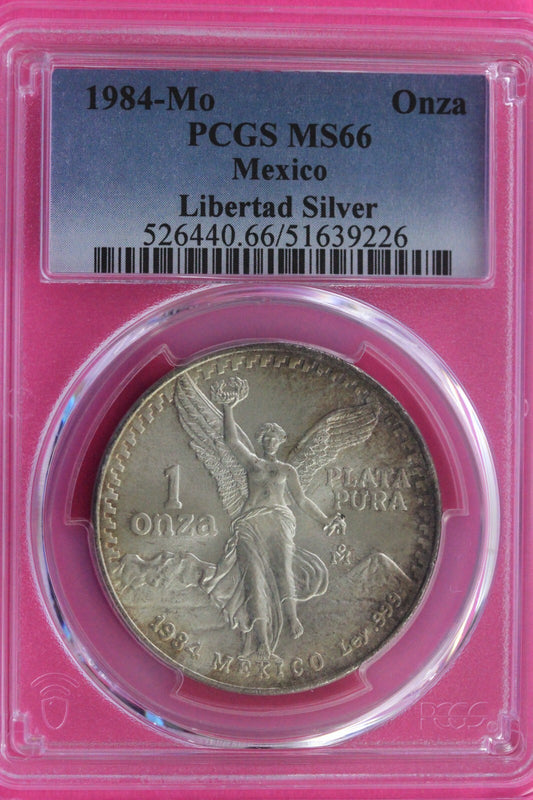 1984-Mo Onza
PCGS MS66
Mexico
Libertad Silver
526440.66/51639226
1
onza
PLATA
PURA
Mo
1984 MEXICO Ley .999
PCGS